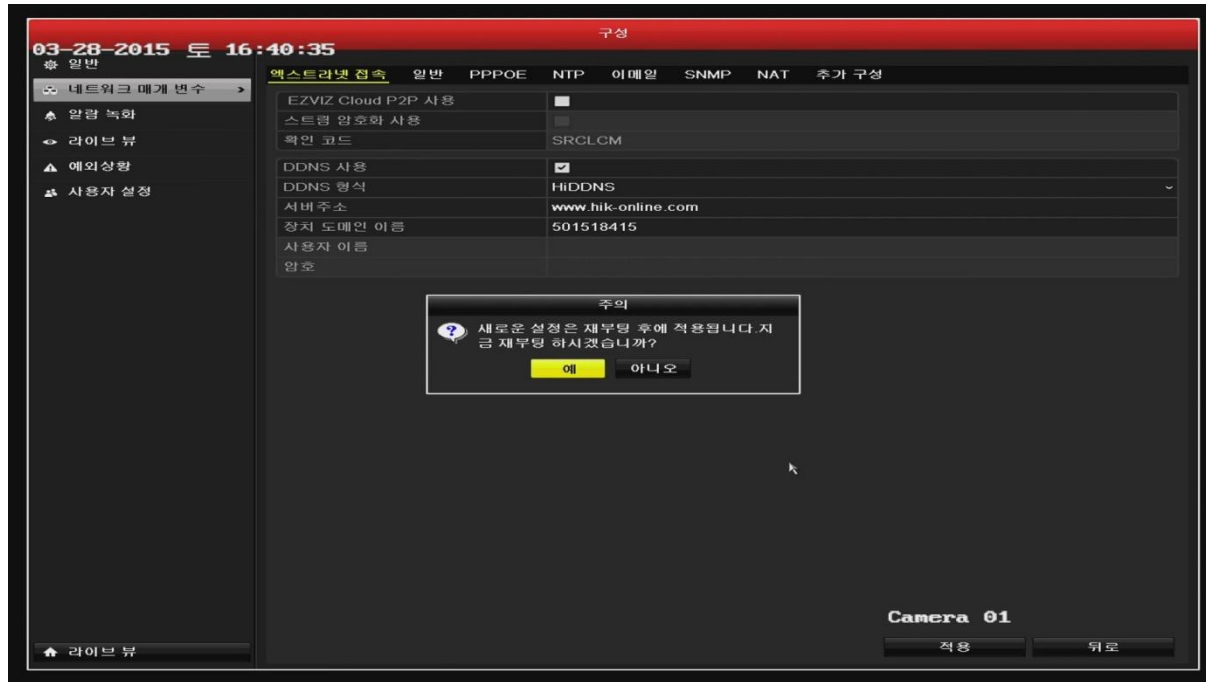 구성
03-28-2015 토 16:40:35
일반
네트워크 매개 변수 >
알람 녹화
라이브 뷰
예외상황
사용자 설정
엑스트라넷 접속 일반 PPPOE NTP 이메일 SNMP NAT 추가 구성
EZVIZ Cloud P2P 사용
스트림 암호화 사용
확인 코드 SRCLCM
DDNS 사용
DDNS 형식 HiDDNS
서버주소 www.hik-online.com
장치 도메인 이름 501518415
사용자 이름
암호
주의
새로운 설정은 재부팅 후에 적용됩니다.지
금 재부팅 하시겠습니까?
예 아니오
Camera 01
적용 뒤로
라이브 뷰